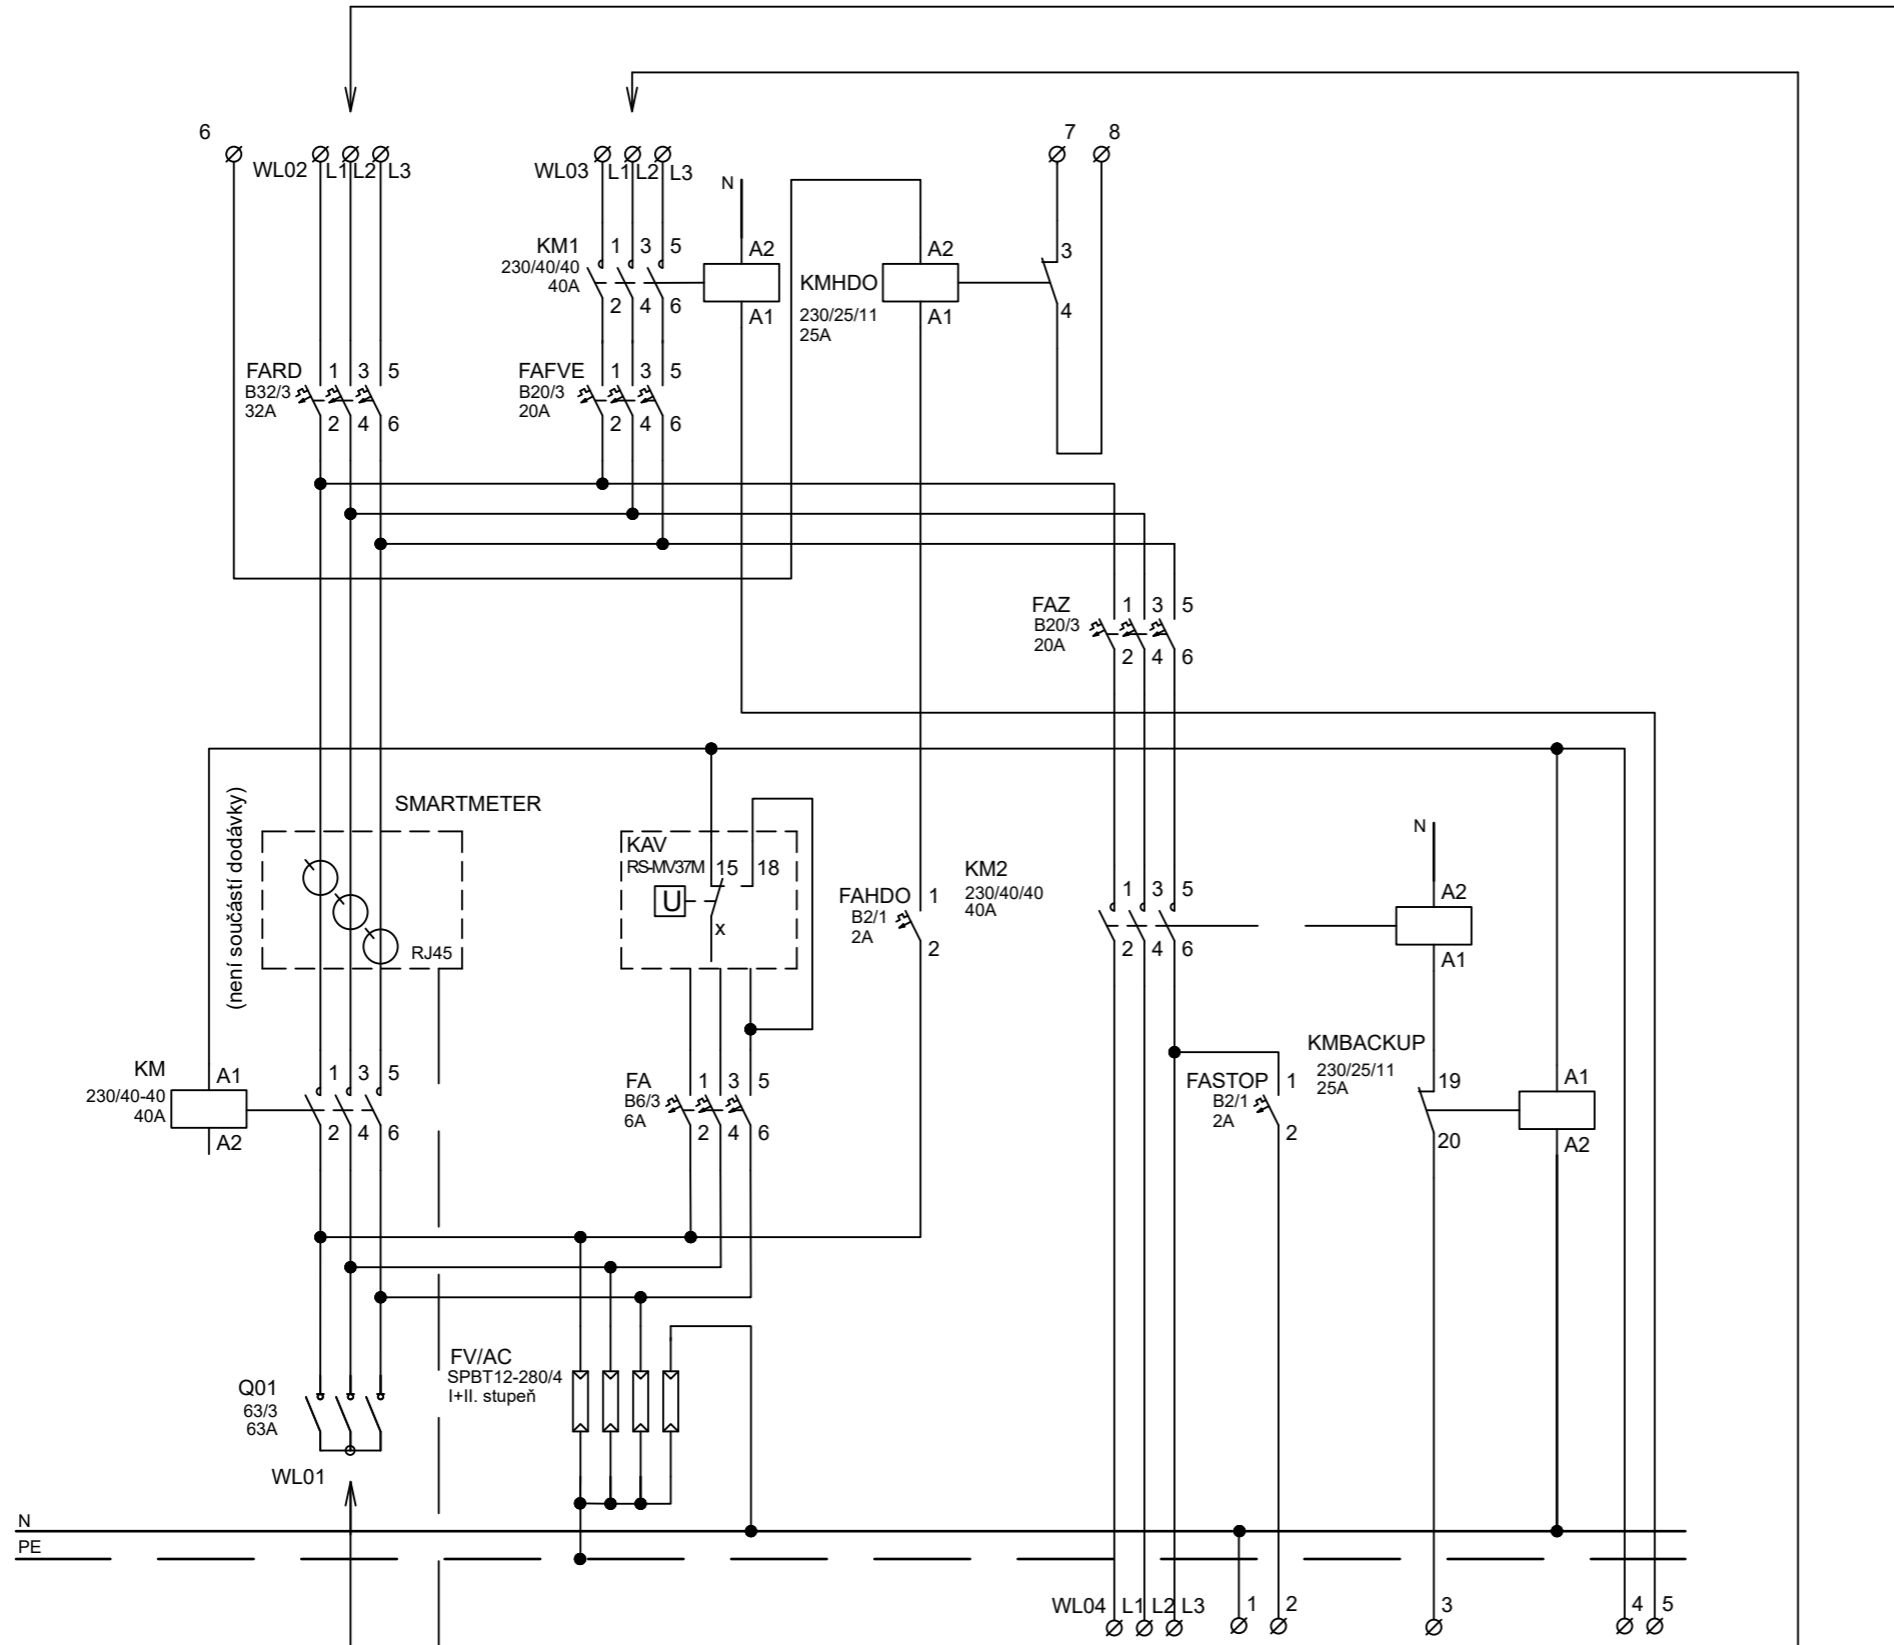 6
7 8
WL02 L1 L2 L3
WL03 L1 L2 L3
N
KM1 1 3 5
230/40/40
40A
2 4 6
A2
A1
KMHDO
230/25/11
25A
A2
A1
3
4
FARD 1 3 5
B32/3
32A
2 4 6
FAFVE 1 3 5
B20/3
20A
2 4 6
FAZ 1 3 5
B20/3
20A
2 4 6
(není součástí dodávky)
SMARTMETER
RJ45
KAV
RS-MV37M 15 18
U
x
FAHDO 1
B2/1
2A
2
KM2
230/40/40
40A
1 3 5
2 4 6
N
A2
A1
KM
230/40-40
40A
A1
A2
1 3 5
2 4 6
FA 1 3 5
B6/3
6A
2 4 6
FASTOP 1
B2/1
2A
2
KMBACKUP
230/25/11
25A
19
20
A1
A2
FV/AC
SPBT12-280/4
I+II. stupeň
Q01
63/3
63A
WL01
N
PE
WL04 L1 L2 L3 1 2 3 4 5